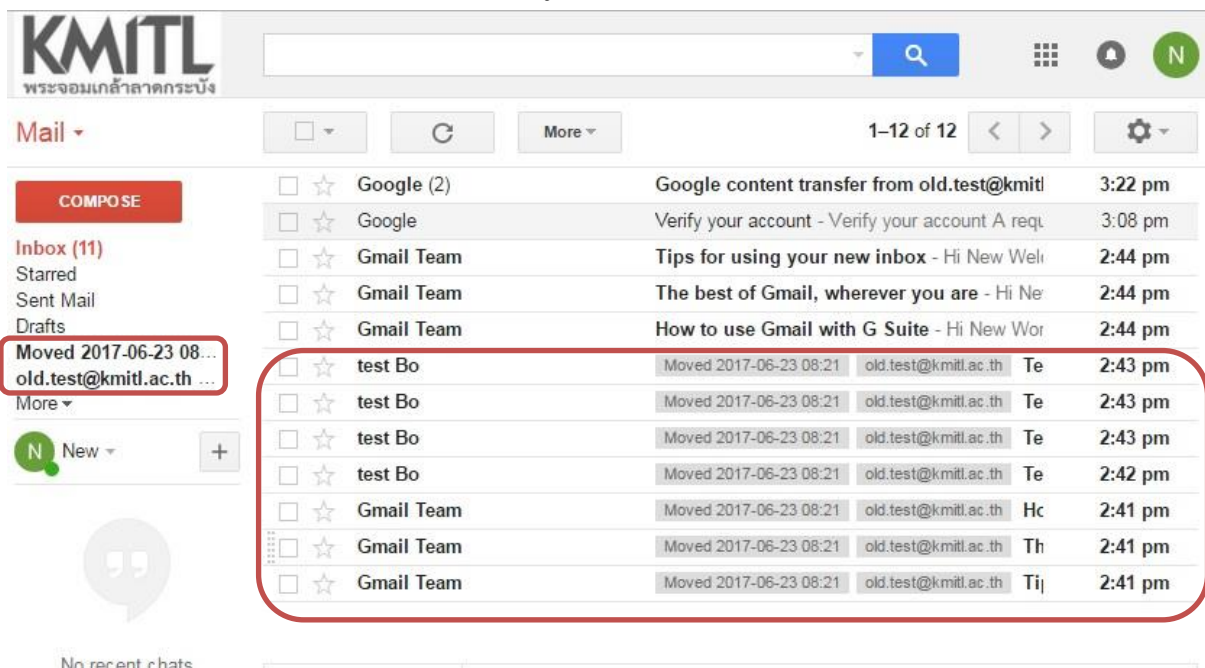 KMITL
พระจอมเกล้าลาดกระบัง
N
Mail
More
1–12 of 12
COMPOSE
Inbox (11)
Starred
Sent Mail
Drafts
Moved 2017-06-23 08...
old.test@kmitl.ac.th ...
More
N New +
No recent chats
Google (2) Google content transfer from old.test@kmitl 3:22 pm
Google Verify your account - Verify your account A requ 3:08 pm
Gmail Team Tips for using your new inbox - Hi New Wel 2:44 pm
Gmail Team The best of Gmail, wherever you are - Hi Ne 2:44 pm
Gmail Team How to use Gmail with G Suite - Hi New Wor 2:44 pm
test Bo Moved 2017-06-23 08:21 old.test@kmitl.ac.th Te 2:43 pm
test Bo Moved 2017-06-23 08:21 old.test@kmitl.ac.th Te 2:43 pm
test Bo Moved 2017-06-23 08:21 old.test@kmitl.ac.th Te 2:43 pm
test Bo Moved 2017-06-23 08:21 old.test@kmitl.ac.th Te 2:42 pm
Gmail Team Moved 2017-06-23 08:21 old.test@kmitl.ac.th Ho 2:41 pm
Gmail Team Moved 2017-06-23 08:21 old.test@kmitl.ac.th Th 2:41 pm
Gmail Team Moved 2017-06-23 08:21 old.test@kmitl.ac.th Tip 2:41 pm